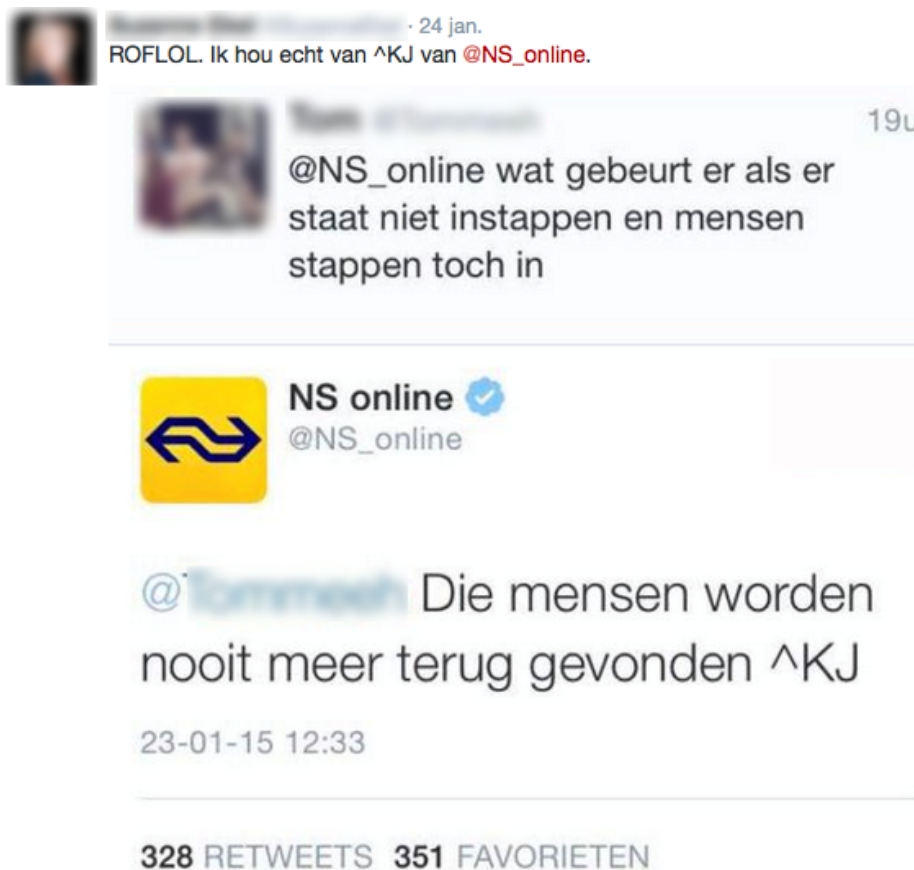 · 24 jan.
ROFLOL. Ik hou echt van ^KJ van @NS_online.
19u
@NS_online wat gebeurt er als er
staat niet instappen en mensen
stappen toch in
NS online
@NS_online
@ Die mensen worden
nooit meer terug gevonden ^KJ
23-01-15 12:33
328 RETWEETS 351 FAVORIETEN